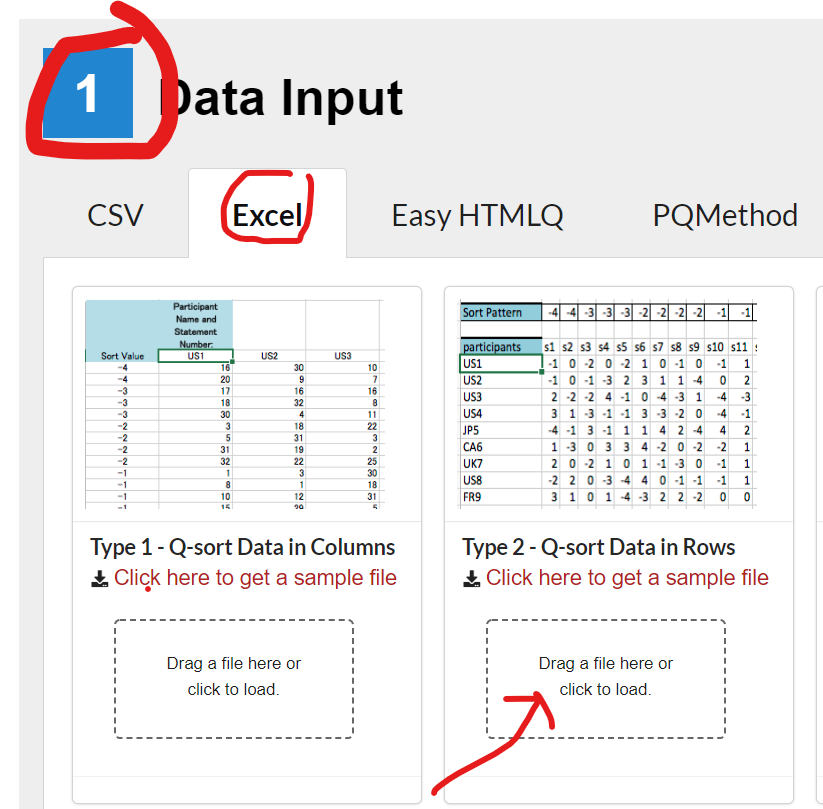 1 Data Input
CSV Excel Easy HTMLQ PQMethod
Participant
Name and
Statement
Number:
Sort Value US1 US2 US3
-4 16 30 10
-4 20 9 7
-3 17 16 16
-3 18 32 8
-3 30 4 11
-2 3 18 22
-2 5 31 3
-2 31 19 2
-2 32 22 25
-1 1 3 30
-1 8 1 18
-1 10 12 31
-1 15 29 5
Sort Pattern -4 -4 -3 -3 -3 -2 -2 -2 -2 -1 -1
participants s1 s2 s3 s4 s5 s6 s7 s8 s9 s10 s11
US1 -1 0 -2 0 -2 1 0 -1 0 -1 1
US2 -1 0 -1 -3 2 3 1 1 -4 0 2
US3 2 -2 -2 4 -1 0 -4 -3 1 -4 -3
US4 3 1 -3 -1 -1 3 -3 -2 0 -4 -1
JP5 -4 -1 3 -1 1 1 4 2 -4 4 2
CA6 1 -3 0 3 3 4 -2 0 -2 -2 1
UK7 2 0 -2 1 0 1 -1 -3 0 -1 1
US8 -2 2 0 -3 -4 4 0 -1 -1 -1 1
FR9 3 1 0 1 -4 -3 2 2 -2 0 0
Type 1 - Q-sort Data in Columns
Click here to get a sample file
Drag a file here or
click to load.
Type 2 - Q-sort Data in Rows
Click here to get a sample file
Drag a file here or
click to load.